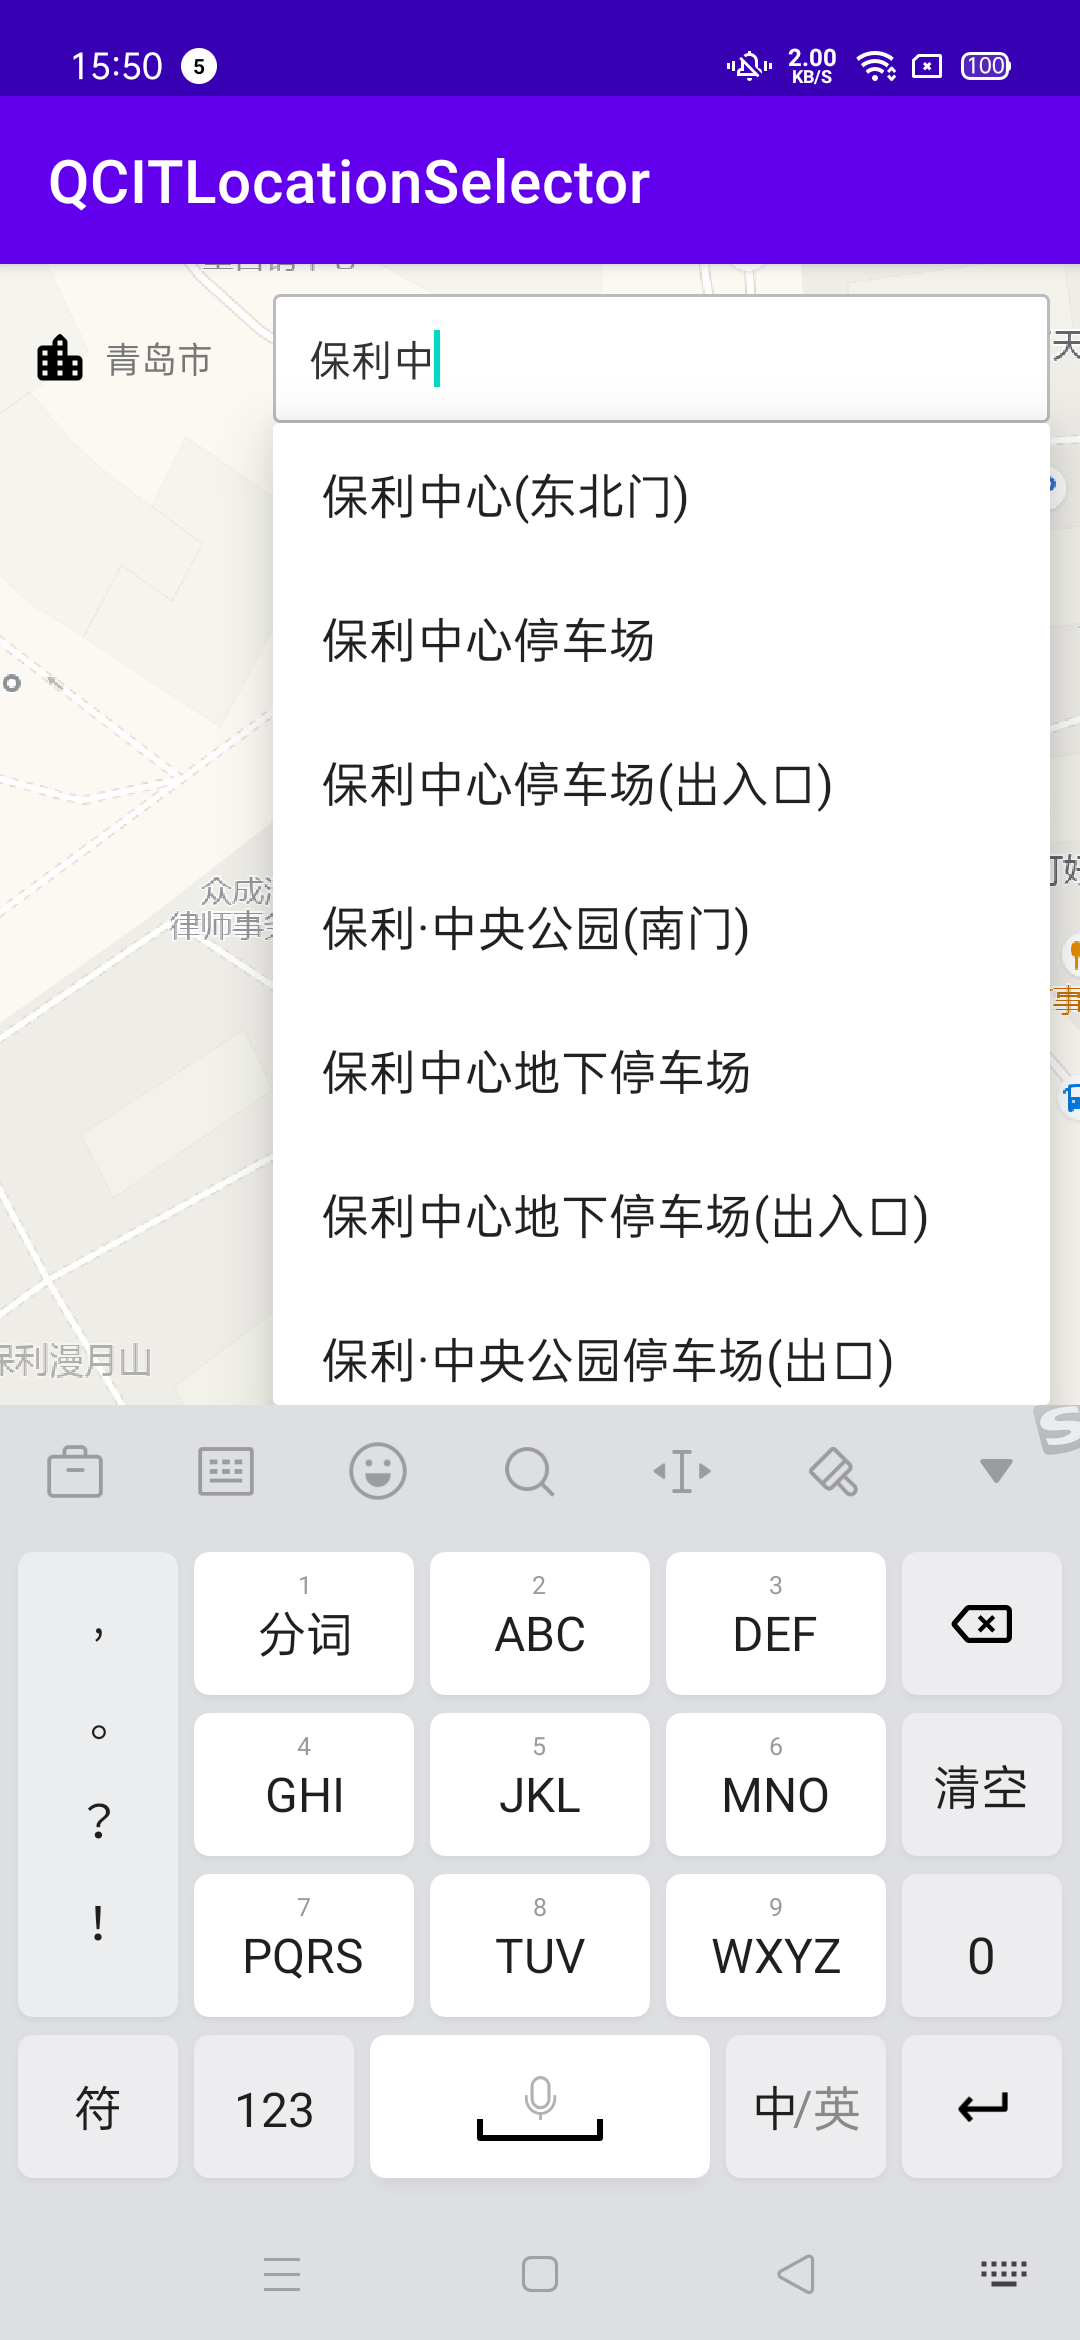 15:50 5 2.00 KB/S 100
QCITLocationSelector
青岛市
保利中
天
保利中心(东北门)
保利中心停车场
保利中心停车场(出入口)
众成
律师事
保利·中央公园(南门)
保利中心地下停车场
保利中心地下停车场(出入口)
保利漫月山
保利·中央公园停车场(出口)
, 
。
?
!
1
分词
2
ABC
3
DEF
4
GHI
5
JKL
6
MNO
清空
7
PQRS
8
TUV
9
WXYZ
0
符
123
中/英